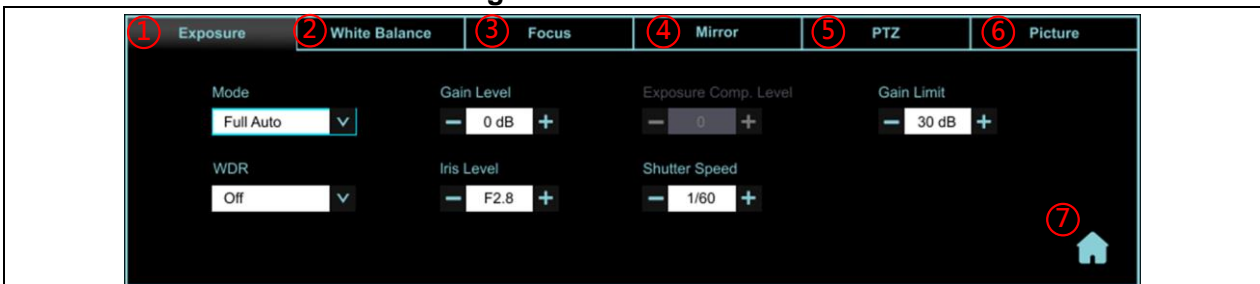 ① Exposure ② White Balance ③ Focus ④ Mirror ⑤ PTZ ⑥ Picture
Mode Gain Level Exposure Comp. Level Gain Limit
Full Auto 0 dB 0 30 dB
WDR Iris Level Shutter Speed
Off F2.8 1/60
⑦